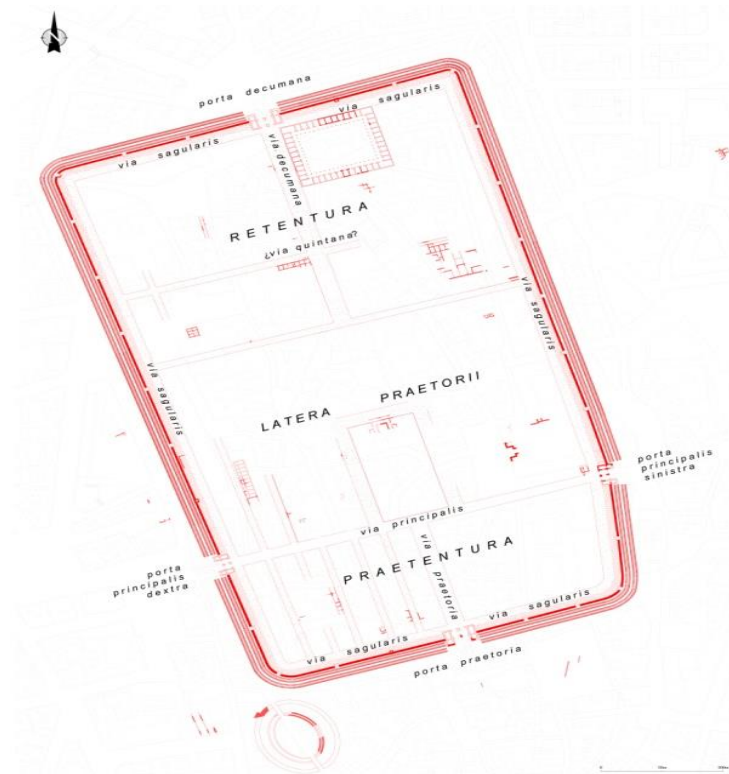 N
porta decumana
via sagularis
via sagularis
via decumana
RETENTURA
¿via quintana?
via sagularis
via sagularis
LATERA PRAETORII
porta
principalis
sinistra
via principalis
PRAETENTURA
via praetoria
porta
principalis
dextra
via sagularis
via sagularis
porta praetoria
0